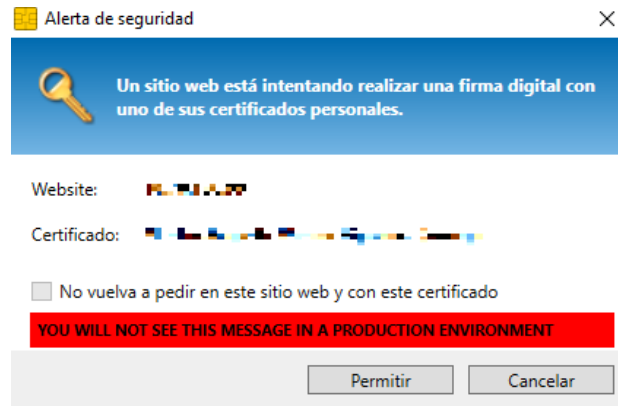 Alerta de seguridad
Un sitio web está intentando realizar una firma digital con
uno de sus certificados personales.
Website:
Certificado:
No vuelva a pedir en este sitio web y con este certificado
YOU WILL NOT SEE THIS MESSAGE IN A PRODUCTION ENVIRONMENT
Permitir
Cancelar